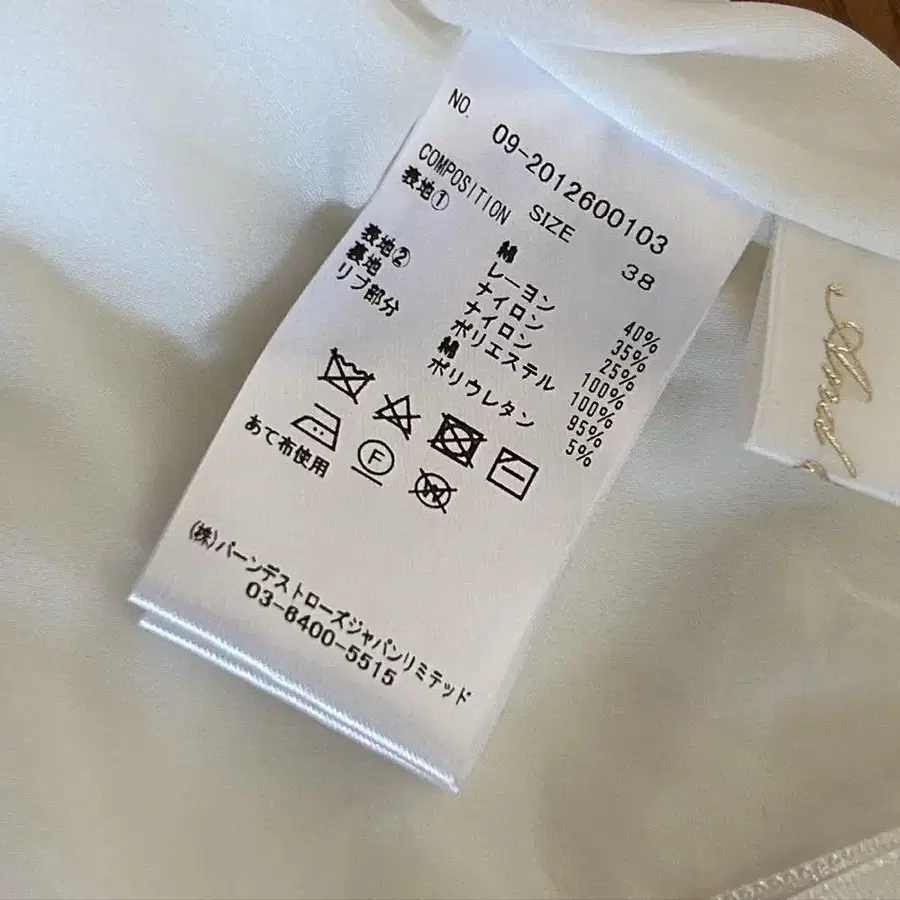 NO. 09-2012600103
SIZE 38
COMPOSITION
表地① 綿 40%
レーヨン 35%
ナイロン 25%
表地② ナイロン 100%
裏地 ポリエステル 100%
リブ部分 綿 95%
ポリウレタン 5%
F W
あて布使用
(株)バーンデストローズジャパンリミテッド
03-6400-5515